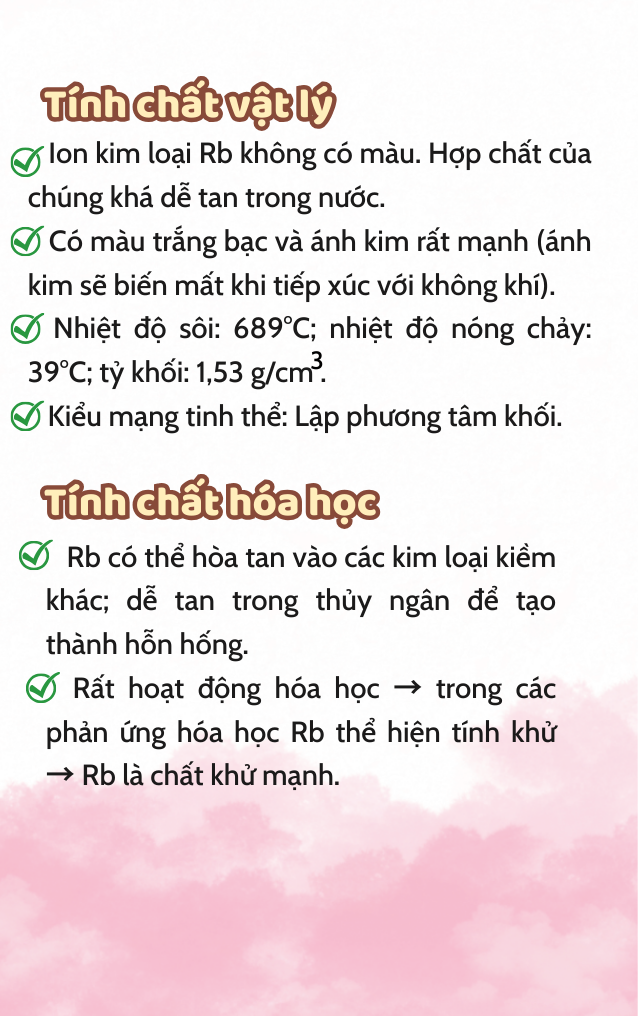 Tính chất vật lý
Ion kim loại Rb không có màu. Hợp chất của
chúng khá dễ tan trong nước.
Có màu trắng bạc và ánh kim rất mạnh (ánh
kim sẽ biến mất khi tiếp xúc với không khí).
Nhiệt độ sôi: 689°C; nhiệt độ nóng chảy:
39°C; tỷ khối: 1,53 g/cm³.
Kiểu mạng tinh thể: Lập phương tâm khối.
Tính chất hóa học
Rb có thể hòa tan vào các kim loại kiềm
khác; dễ tan trong thủy ngân để tạo
thành hỗn hống.
Rất hoạt động hóa học → trong các
phản ứng hóa học Rb thể hiện tính khử
→ Rb là chất khử mạnh.